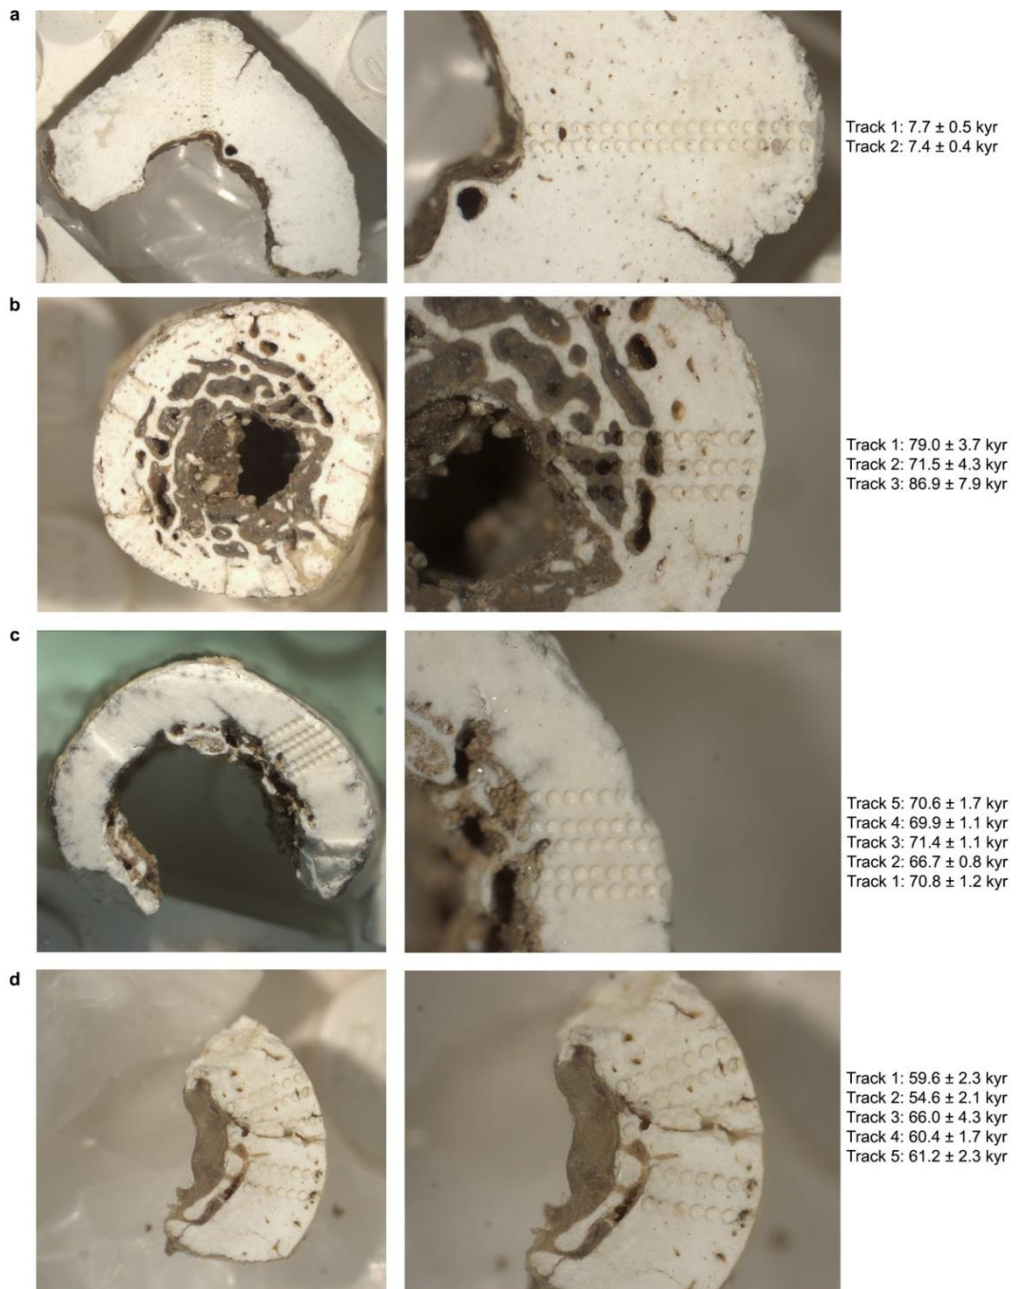 a
Track 1: 7.7 ± 0.5 kyr
Track 2: 7.4 ± 0.4 kyr
b
Track 1: 79.0 ± 3.7 kyr
Track 2: 71.5 ± 4.3 kyr
Track 3: 86.9 ± 7.9 kyr
c
Track 5: 70.6 ± 1.7 kyr
Track 4: 69.9 ± 1.1 kyr
Track 3: 71.4 ± 1.1 kyr
Track 2: 66.7 ± 0.8 kyr
Track 1: 70.8 ± 1.2 kyr
d
Track 1: 59.6 ± 2.3 kyr
Track 2: 54.6 ± 2.1 kyr
Track 3: 66.0 ± 4.3 kyr
Track 4: 60.4 ± 1.7 kyr
Track 5: 61.2 ± 2.3 kyr